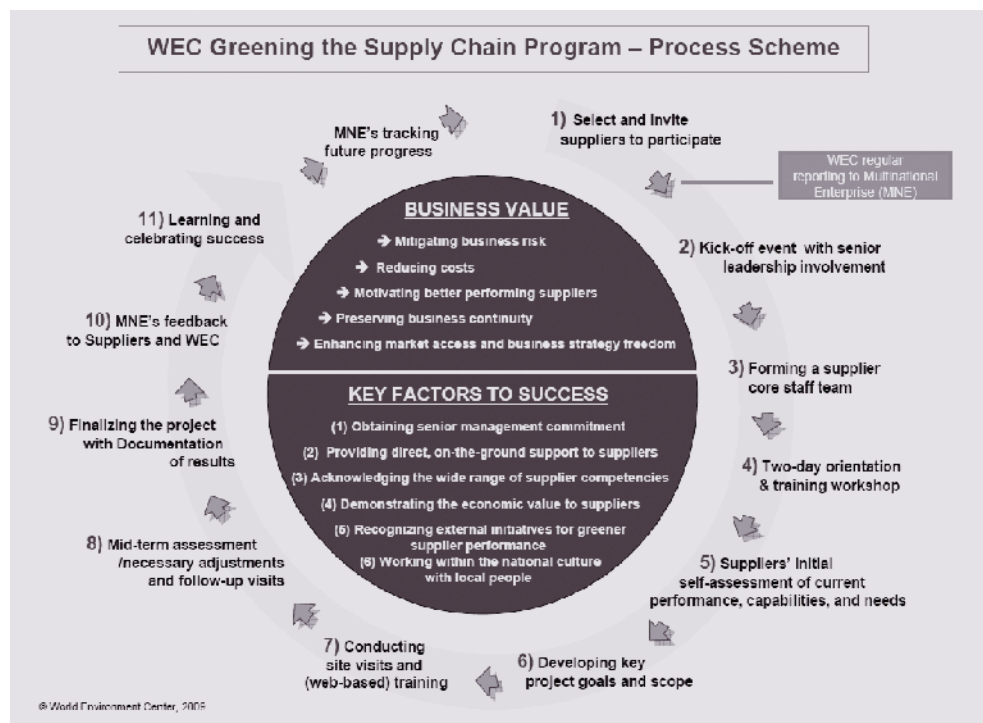 WEC Greening the Supply Chain Program – Process Scheme
MNE's tracking
future progress
1) Select and invite
suppliers to participate
WEC regular
reporting to Multinational
Enterprise (MNE)
2) Kick-off event with senior
leadership involvement
3) Forming a supplier
core staff team
4) Two-day orientation
& training workshop
5) Suppliers' initial
self-assessment of current
performance, capabilities, and needs
6) Developing key
project goals and scope
7) Conducting
site visits and
(web-based) training
8) Mid-term assessment
/necessary adjustments
and follow-up visits
9) Finalizing the project
with Documentation
of results
10) MNE's feedback
to Suppliers and WEC
11) Learning and
celebrating success
BUSINESS VALUE
➔ Mitigating business risk
➔ Reducing costs
➔ Motivating better performing suppliers
➔ Preserving business continuity
➔ Enhancing market access and business strategy freedom
KEY FACTORS TO SUCCESS
(1) Obtaining senior management commitment
(2) Providing direct, on-the-ground support to suppliers
(3) Acknowledging the wide range of supplier competencies
(4) Demonstrating the economic value to suppliers
(5) Recognizing external initiatives for greener
supplier performance
(6) Working within the national culture
with local people
© World Environment Center, 2009